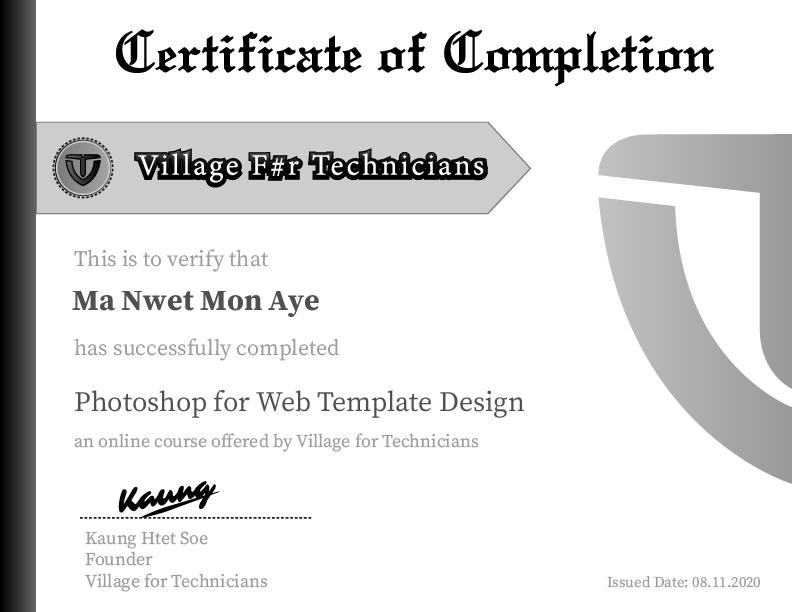 Certificate of Completion
Village F#r Technicians
This is to verify that
Ma Nwet Mon Aye
has successfully completed
Photoshop for Web Template Design
an online course offered by Village for Technicians
Kaung
Kaung Htet Soe
Founder
Village for Technicians
Issued Date: 08.11.2020